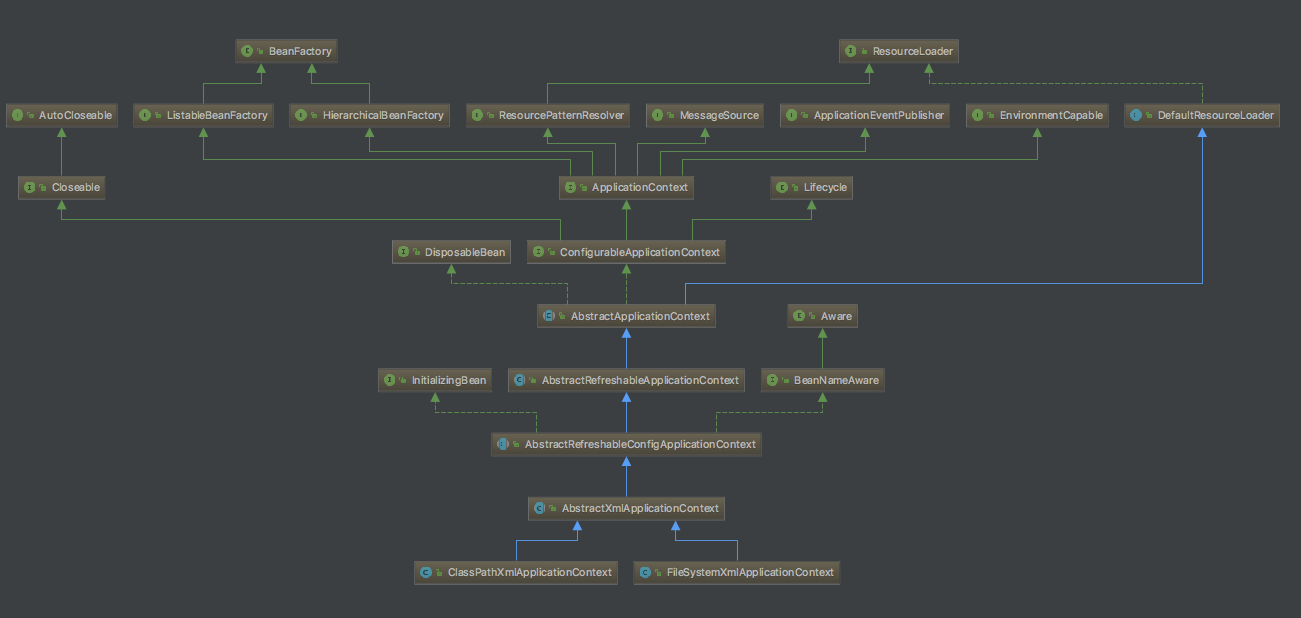 BeanFactory
ResourceLoader
AutoCloseable
ListableBeanFactory
HierarchicalBeanFactory
ResourcePatternResolver
MessageSource
ApplicationEventPublisher
EnvironmentCapable
DefaultResourceLoader
Closeable
ApplicationContext
Lifecycle
DisposableBean
ConfigurableApplicationContext
AbstractApplicationContext
Aware
InitializingBean
AbstractRefreshableApplicationContext
BeanNameAware
AbstractRefreshableConfigApplicationContext
AbstractXmlApplicationContext
ClassPathXmlApplicationContext
FileSystemXmlApplicationContext